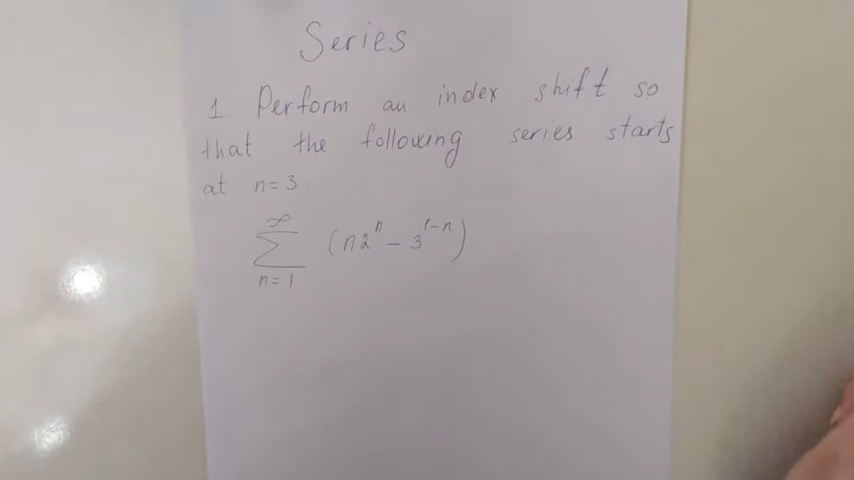 Series
1. Perform an index shift so
that the following series starts
at n=3.
∞
∑ (n2ⁿ - 3¹⁻ⁿ)
n=1